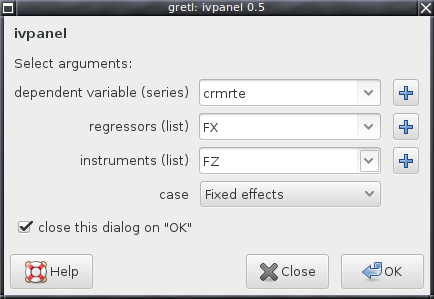 gretl: ivpanel 0.5
ivpanel
Select arguments:
dependent variable (series) crmrte
regressors (list) FX
instruments (list) FZ
case Fixed effects
close this dialog on "OK"
Help Close OK